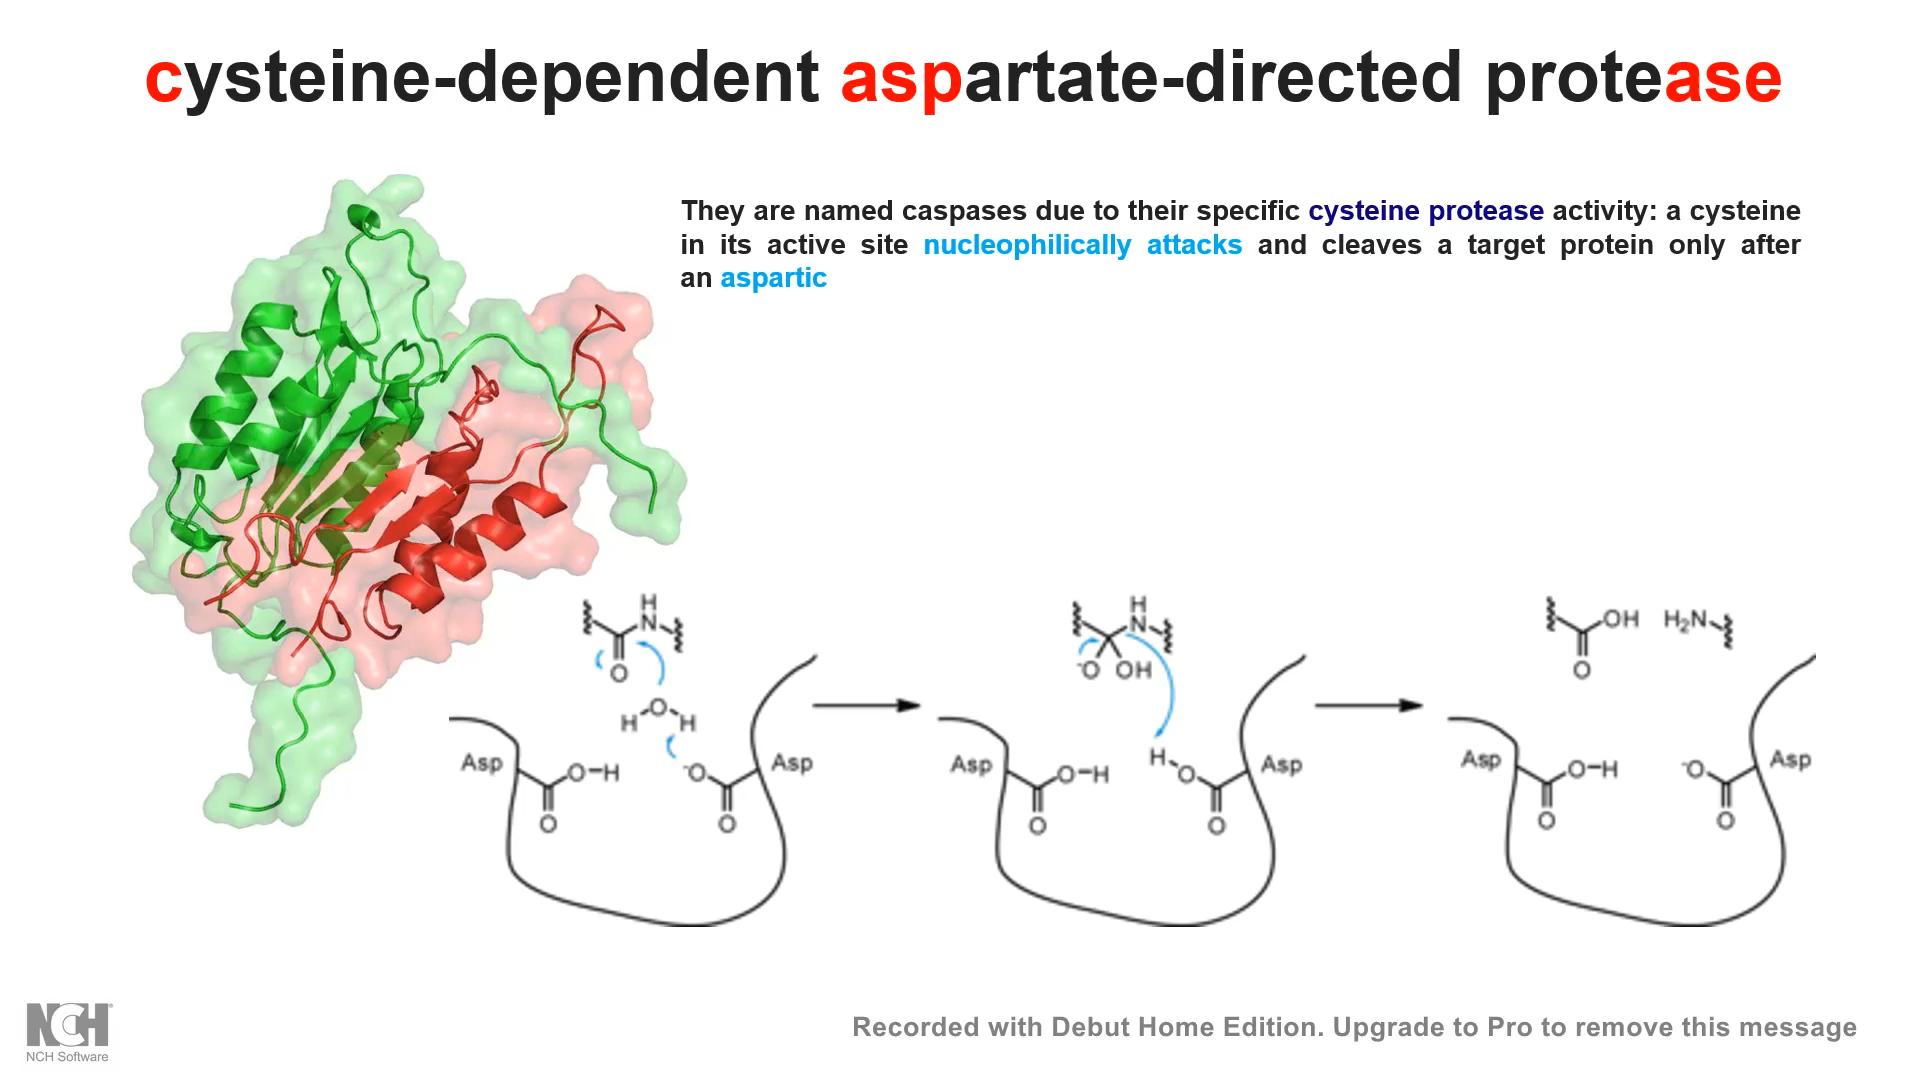 cysteine-dependent aspartate-directed protease
They are named caspases due to their specific cysteine protease activity: a cysteine
in its active site nucleophilically attacks and cleaves a target protein only after
an aspartic
H
N
O
H O H
Asp
O-H
O
-O
O
Asp
H
N
-O OH
Asp
O-H
O
H
O
O
Asp
OH
O
H₂N
Asp
O-H
O
-O
O
Asp
NCH
NCH Software
Recorded with Debut Home Edition. Upgrade to Pro to remove this message